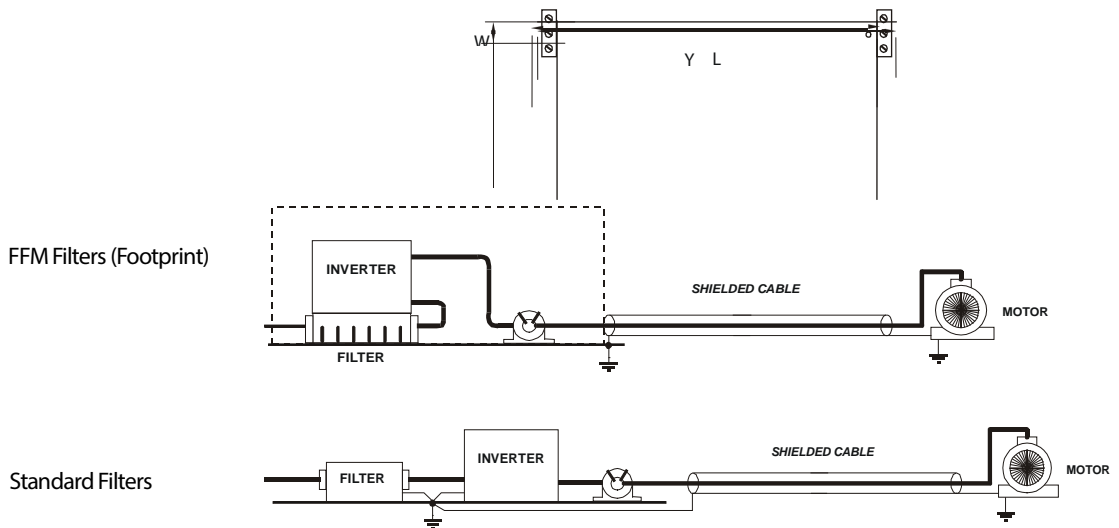 W
Y L
FFM Filters (Footprint)
INVERTER
FILTER
SHIELDED CABLE
MOTOR
Standard Filters
FILTER
INVERTER
SHIELDED CABLE
MOTOR